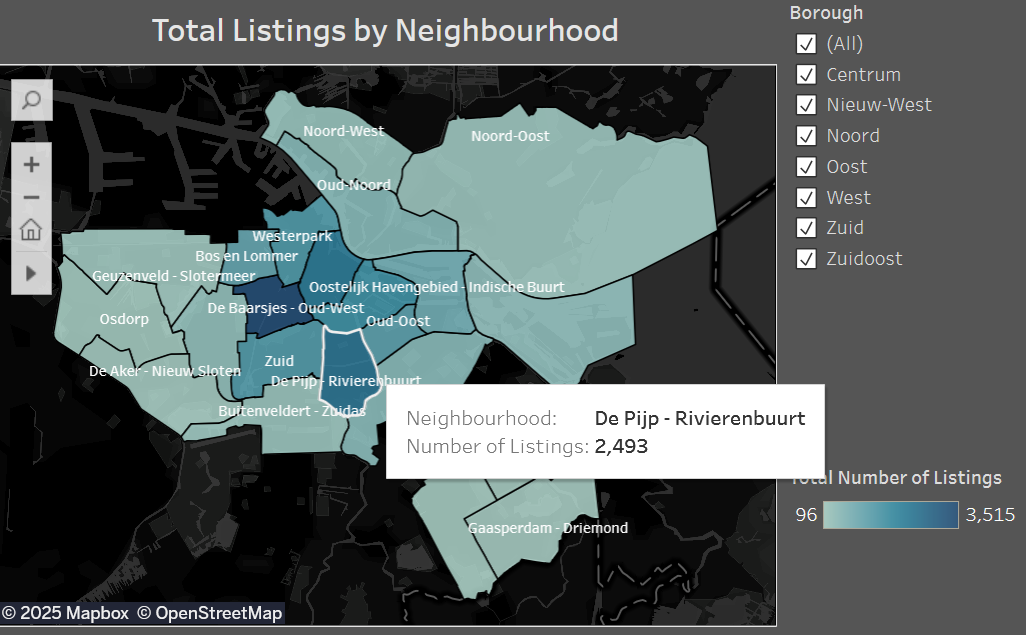 Total Listings by Neighbourhood
Borough
(All)
Centrum
Nieuw-West
Noord
Oost
West
Zuid
Zuidoost
Noord-West
Noord-Oost
Oud-Noord
Westerpark
Bos en Lommer
Geuzenveld - Slotermeer
Oostelijk Havengebied - Indische Buurt
De Baarsjes - Oud-West
Osdorp
Oud-Oost
Zuid
De Aker - Nieuw Sloten
De Pijp - Rivierenbuurt
Buitenveldert - Zuidas
Neighbourhood: De Pijp - Rivierenbuurt
Number of Listings: 2,493
Total Number of Listings
96 3,515
Gaasperdam - Driemond
© 2025 Mapbox © OpenStreetMap